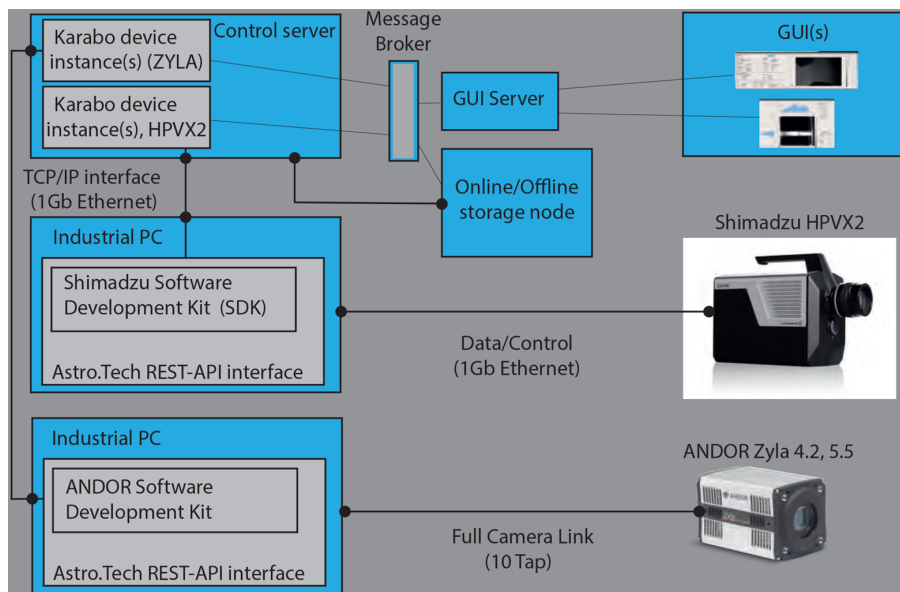 Karabo device
instance(s) (ZYLA)
Control server
Karabo device
instance(s), HPVX2
Message
Broker
GUI Server
GUI(s)
Online/Offline
storage node
TCP/IP interface
(1Gb Ethernet)
Industrial PC
Shimadzu Software
Development Kit (SDK)
Astro.Tech REST-API interface
Data/Control
(1Gb Ethernet)
Shimadzu HPVX2
Industrial PC
ANDOR Software
Development Kit
Astro.Tech REST-API interface
Full Camera Link
(10 Tap)
ANDOR Zyla 4.2, 5.5
ANDOR